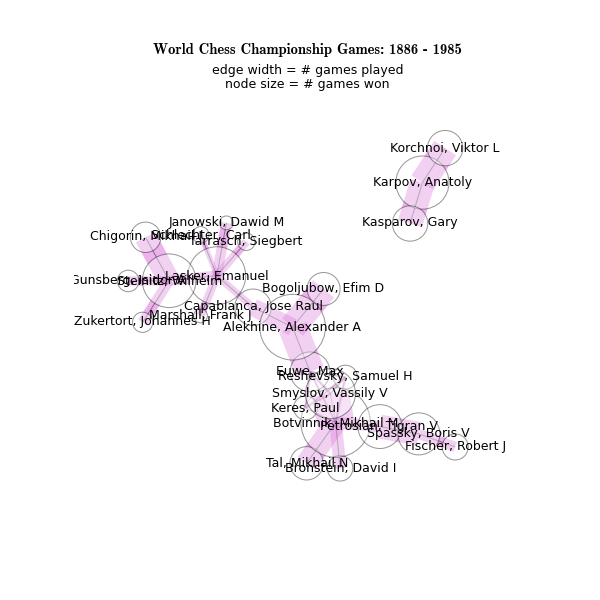 World Chess Championship Games: 1886 - 1985
edge width = # games played
node size = # games won
Korchnoi, Viktor L
Karpov, Anatoly
Kasparov, Gary
Janowski, Dawid M
Chigorin, Mikhail I
Schlechter, Carl
Tarrasch, Siegbert
Lasker, Emanuel
Gunsberg, Isidor
Steinitz, Wilhelm
Bogoljubow, Efim D
Capablanca, Jose Raul
Marshall, Frank J
Zukertort, Johannes H
Alekhine, Alexander A
Euwe, Max
Reshevsky, Samuel H
Smyslov, Vassily V
Keres, Paul
Botvinnik, Mikhail M
Petrosian, Tigran V
Spassky, Boris V
Fischer, Robert J
Tal, Mikhail N
Bronstein, David I